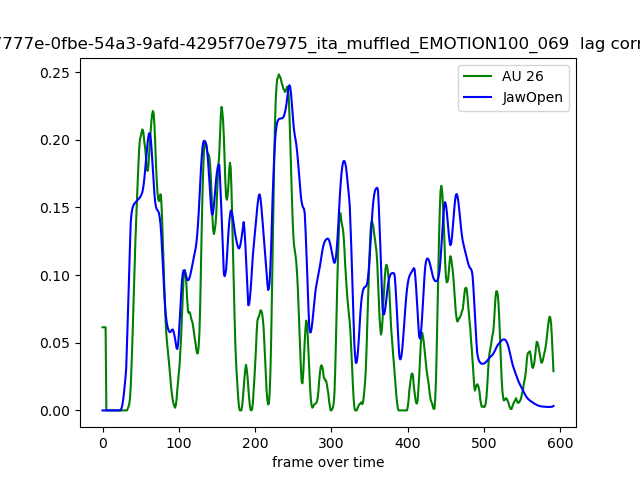 7777e-0fbe-54a3-9afd-4295f70e7975_ita_muffled_EMOTION100_069 lag corr
AU 26
JawOpen
0.25
0.20
0.15
0.10
0.05
0.00
0 100 200 300 400 500 600
frame over time